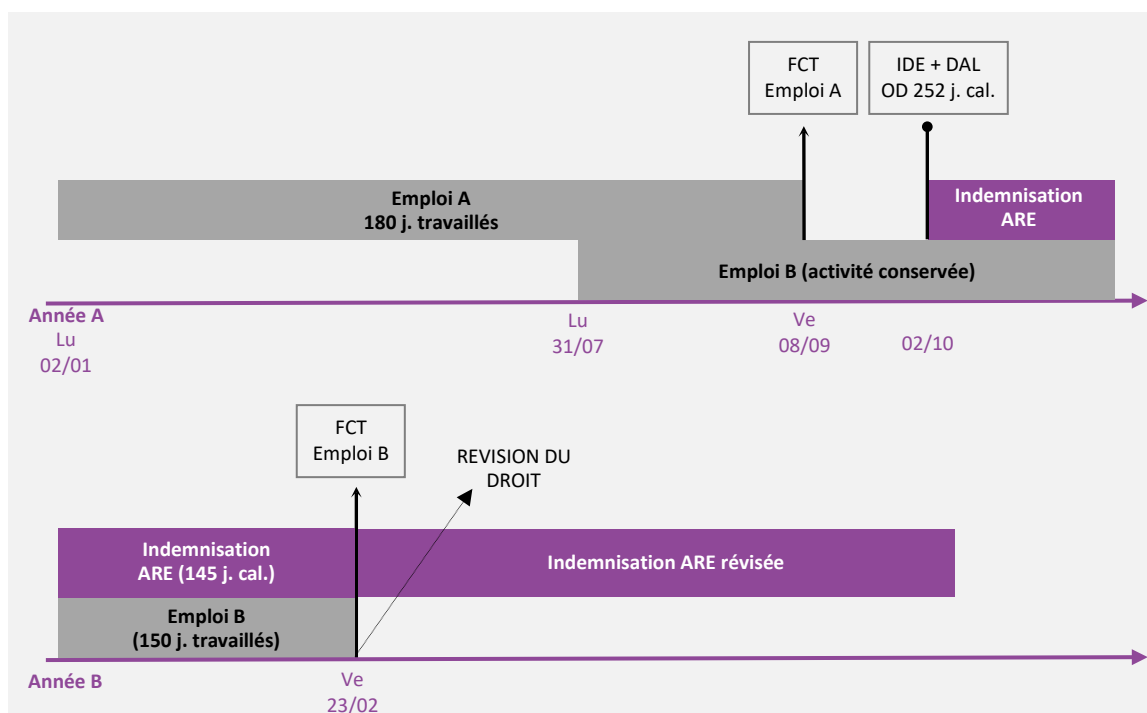 FCT
Emploi A
IDE + DAL
OD 252 j. cal.
Emploi A
180 j. travaillés
Indemnisation
ARE
Emploi B (activité conservée)
Année A
Lu
02/01
Lu
31/07
Ve
08/09
02/10
FCT
Emploi B
REVISION DU
DROIT
Indemnisation
ARE (145 j. cal.)
Indemnisation ARE révisée
Emploi B
(150 j. travaillés)
Année B
Ve
23/02